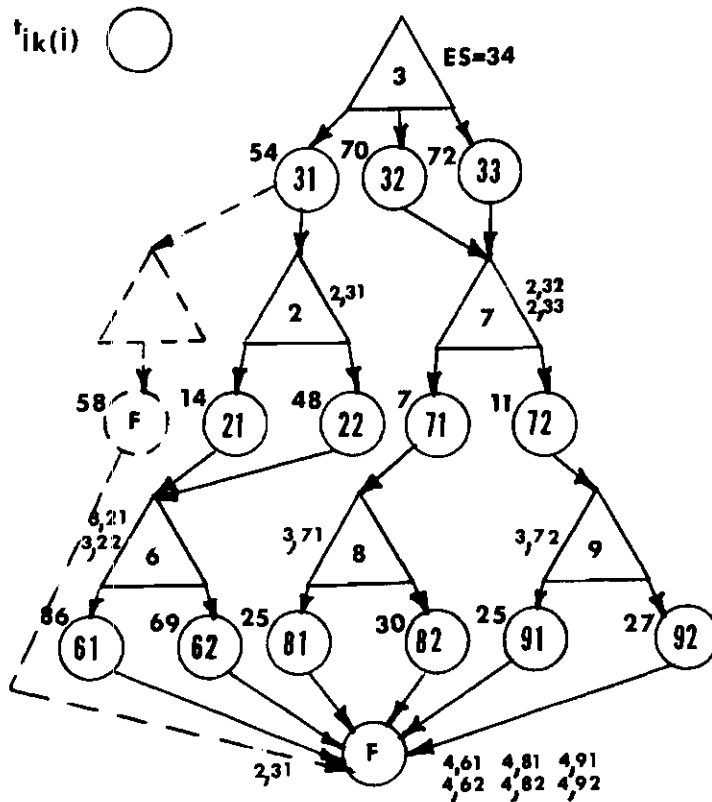 tik(i)
3 ES=34
54 70 72
31 32 33
2 2,31 7 2,32
2,33
58 14 48 7 11
F 21 22 71 72
3,22 6 3,71 8 3,72 9
86 69 25 30 25 27
61 62 81 82 91 92
F
2,31 4,61 4,81 4,91
4,62 4,82 4,92